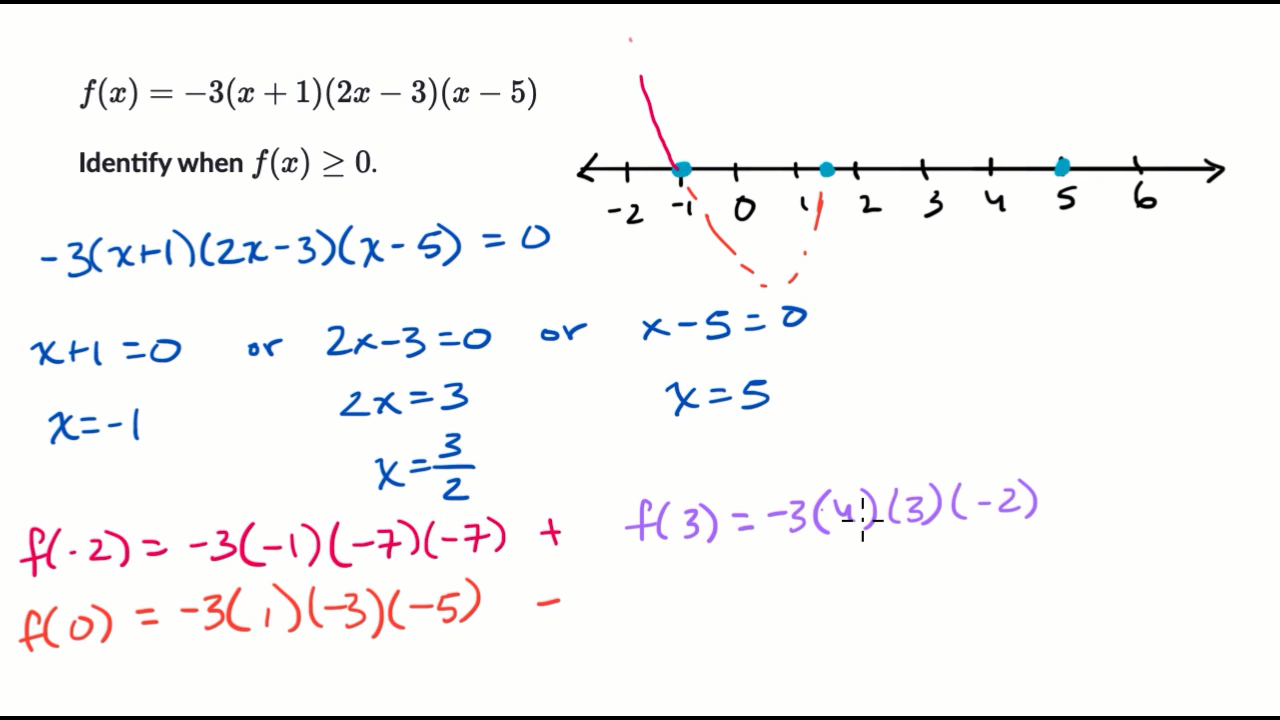 f(x) = −3(x + 1)(2x − 3)(x − 5)
Identify when f(x) ≥ 0.
-2 -1 0 1 2 3 4 5 6
-3(x+1)(2x-3)(x-5) = 0
x+1 = 0 or 2x-3=0 or x-5=0
x=-1 2x=3 x=5
x=3/2
f(-2) = -3(-1)(-7)(-7) +
f(3) = -3(4)(3)(-2)
f(0) = -3(1)(-3)(-5) -